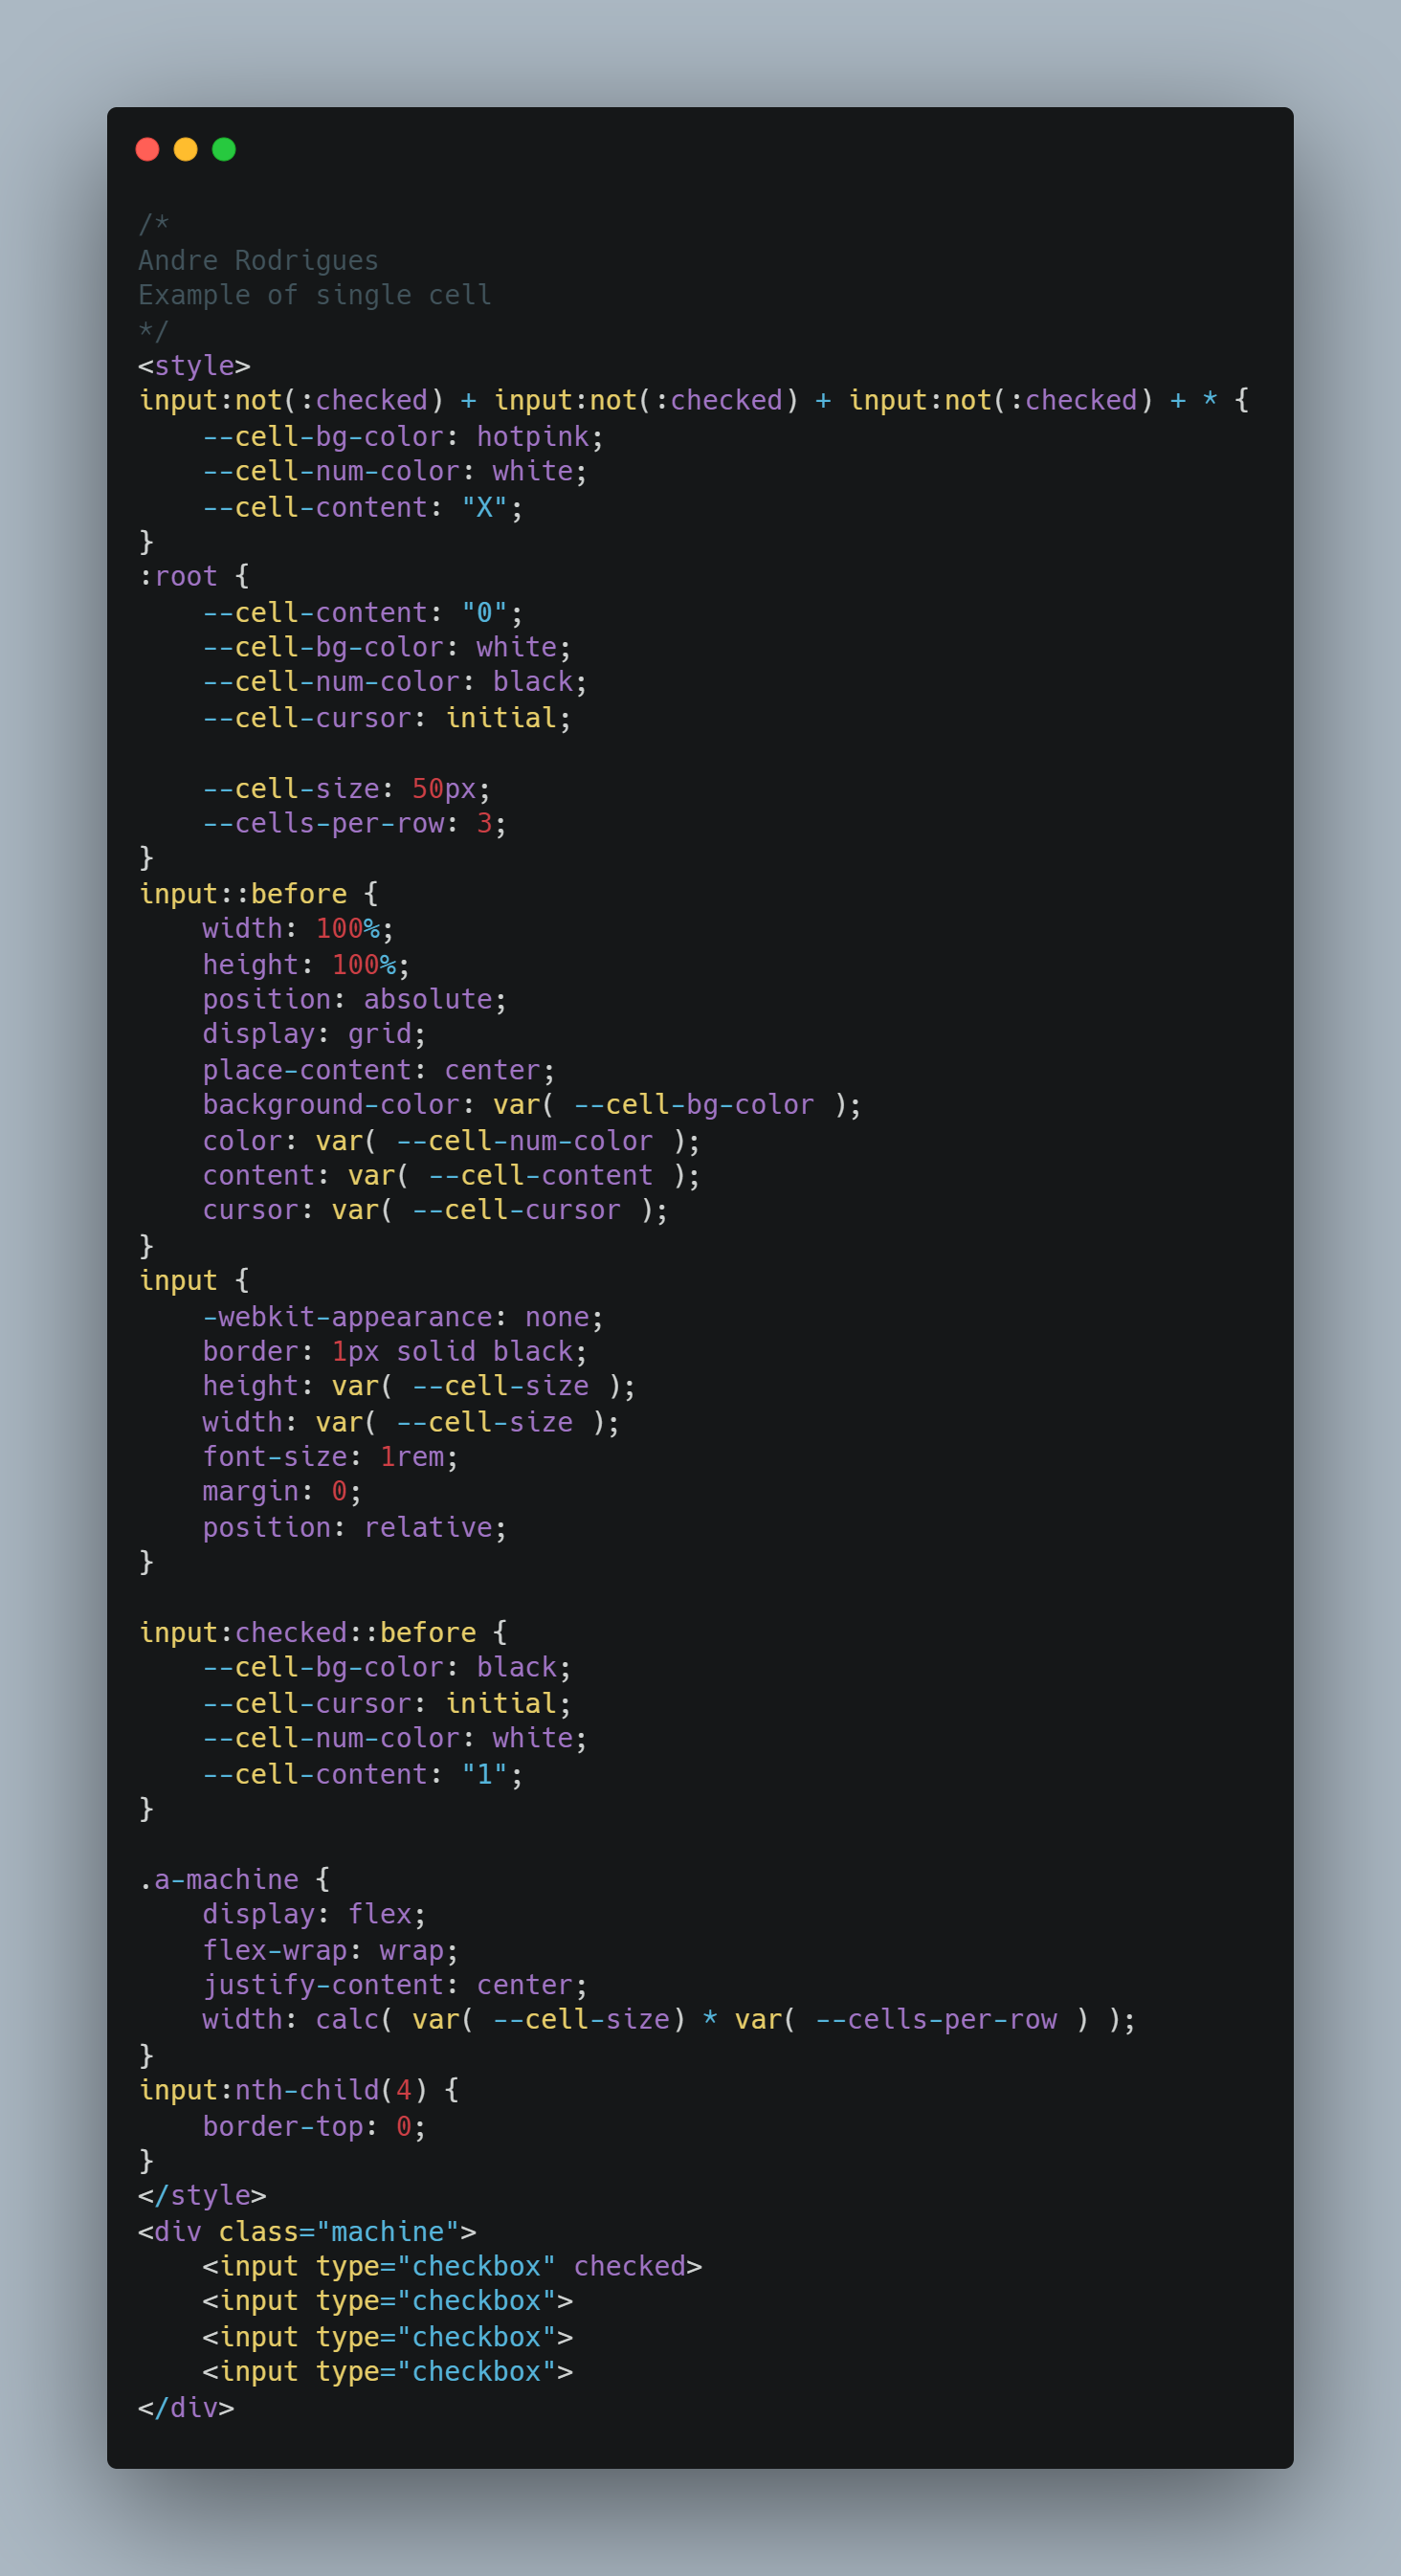 /*
Andre Rodrigues
Example of single cell
*/
<style>
input:not(:checked) + input:not(:checked) + input:not(:checked) + * {
    --cell-bg-color: hotpink;
    --cell-num-color: white;
    --cell-content: "X";
}
:root {
    --cell-content: "0";
    --cell-bg-color: white;
    --cell-num-color: black;
    --cell-cursor: initial;

    --cell-size: 50px;
    --cells-per-row: 3;
}
input::before {
    width: 100%;
    height: 100%;
    position: absolute;
    display: grid;
    place-content: center;
    background-color: var( --cell-bg-color );
    color: var( --cell-num-color );
    content: var( --cell-content );
    cursor: var( --cell-cursor );
}
input {
    -webkit-appearance: none;
    border: 1px solid black;
    height: var( --cell-size );
    width: var( --cell-size );
    font-size: 1rem;
    margin: 0;
    position: relative;
}

input:checked::before {
    --cell-bg-color: black;
    --cell-cursor: initial;
    --cell-num-color: white;
    --cell-content: "1";
}

.a-machine {
    display: flex;
    flex-wrap: wrap;
    justify-content: center;
    width: calc( var( --cell-size) * var( --cells-per-row ) );
}
input:nth-child(4) {
    border-top: 0;
}
</style>
<div class="machine">
    <input type="checkbox" checked>
    <input type="checkbox">
    <input type="checkbox">
    <input type="checkbox">
</div>